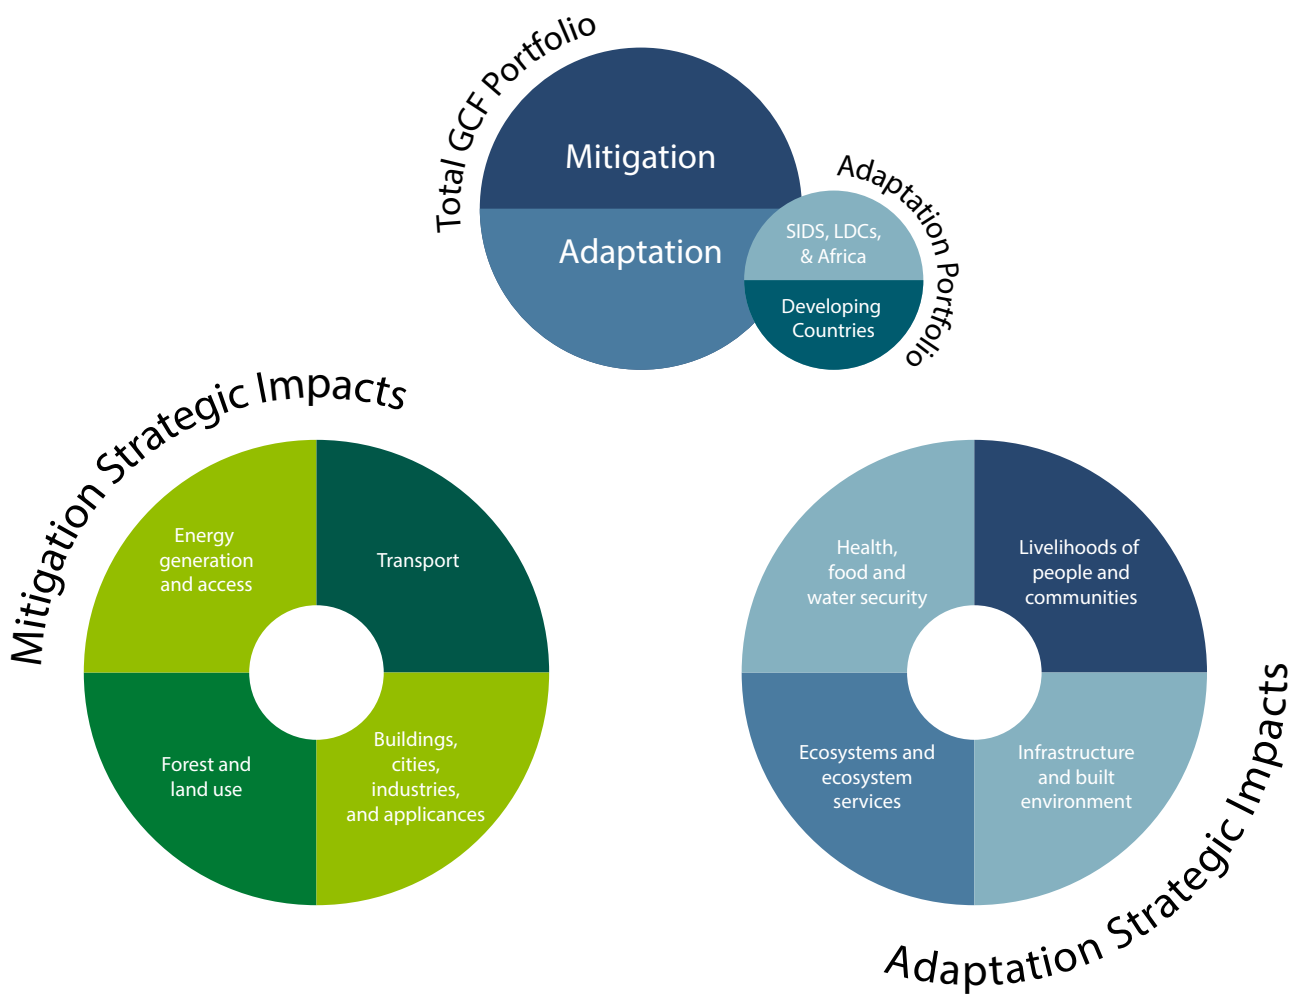 Total GCF Portfolio
Mitigation
Adaptation
Adaptation Portfolio
SIDS, LDCs,
& Africa
Developing
Countries
Mitigation Strategic Impacts
Energy
generation
and access
Transport
Forest and
land use
Buildings,
cities,
industries,
and applicances
Health,
food and
water security
Livelihoods of
people and
communities
Ecosystems and
ecosystem
services
Infrastructure
and built
environment
Adaptation Strategic Impacts